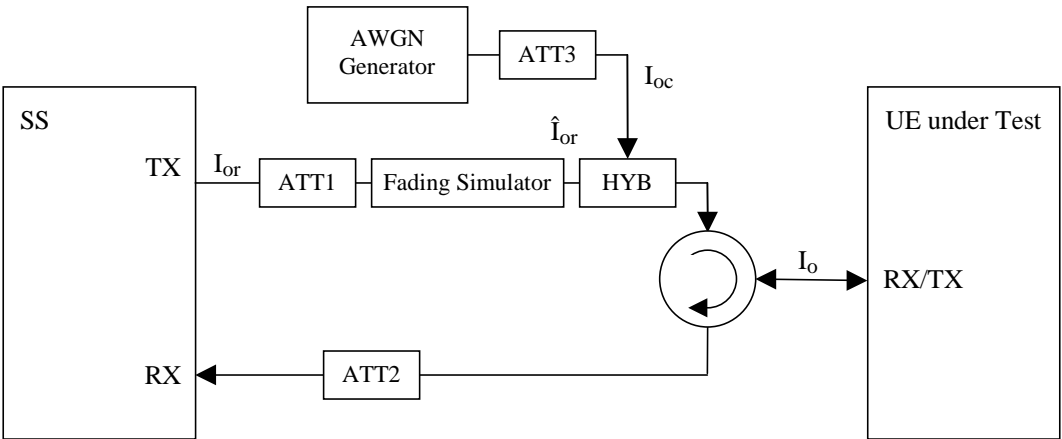 AWGN
Generator
ATT3
I_oc
SS
UE under Test
Î_or
TX
I_or
ATT1
Fading Simulator
HYB
I_o
RX/TX
RX
ATT2